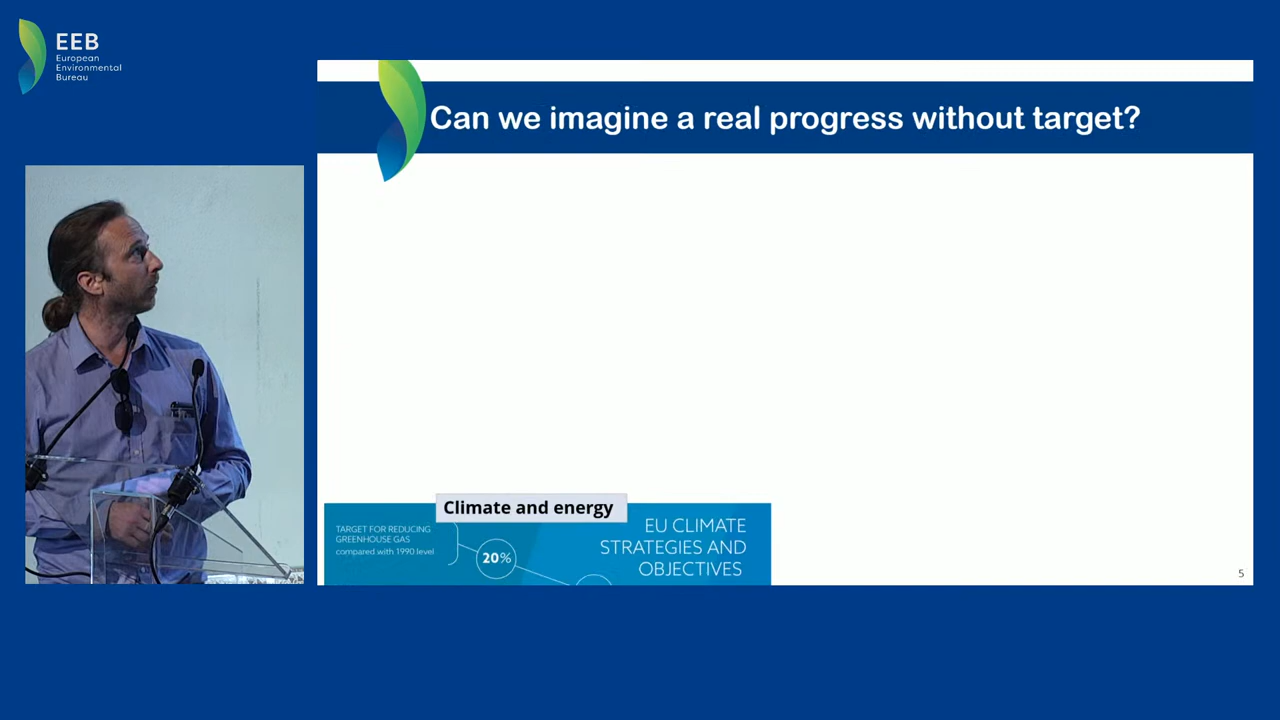 EEB
European
Environmental
Bureau
Can we imagine a real progress without target?
Climate and energy
TARGET FOR REDUCING
GREENHOUSE GAS
compared with 1990 level
20%
EU CLIMATE
STRATEGIES AND
OBJECTIVES
5